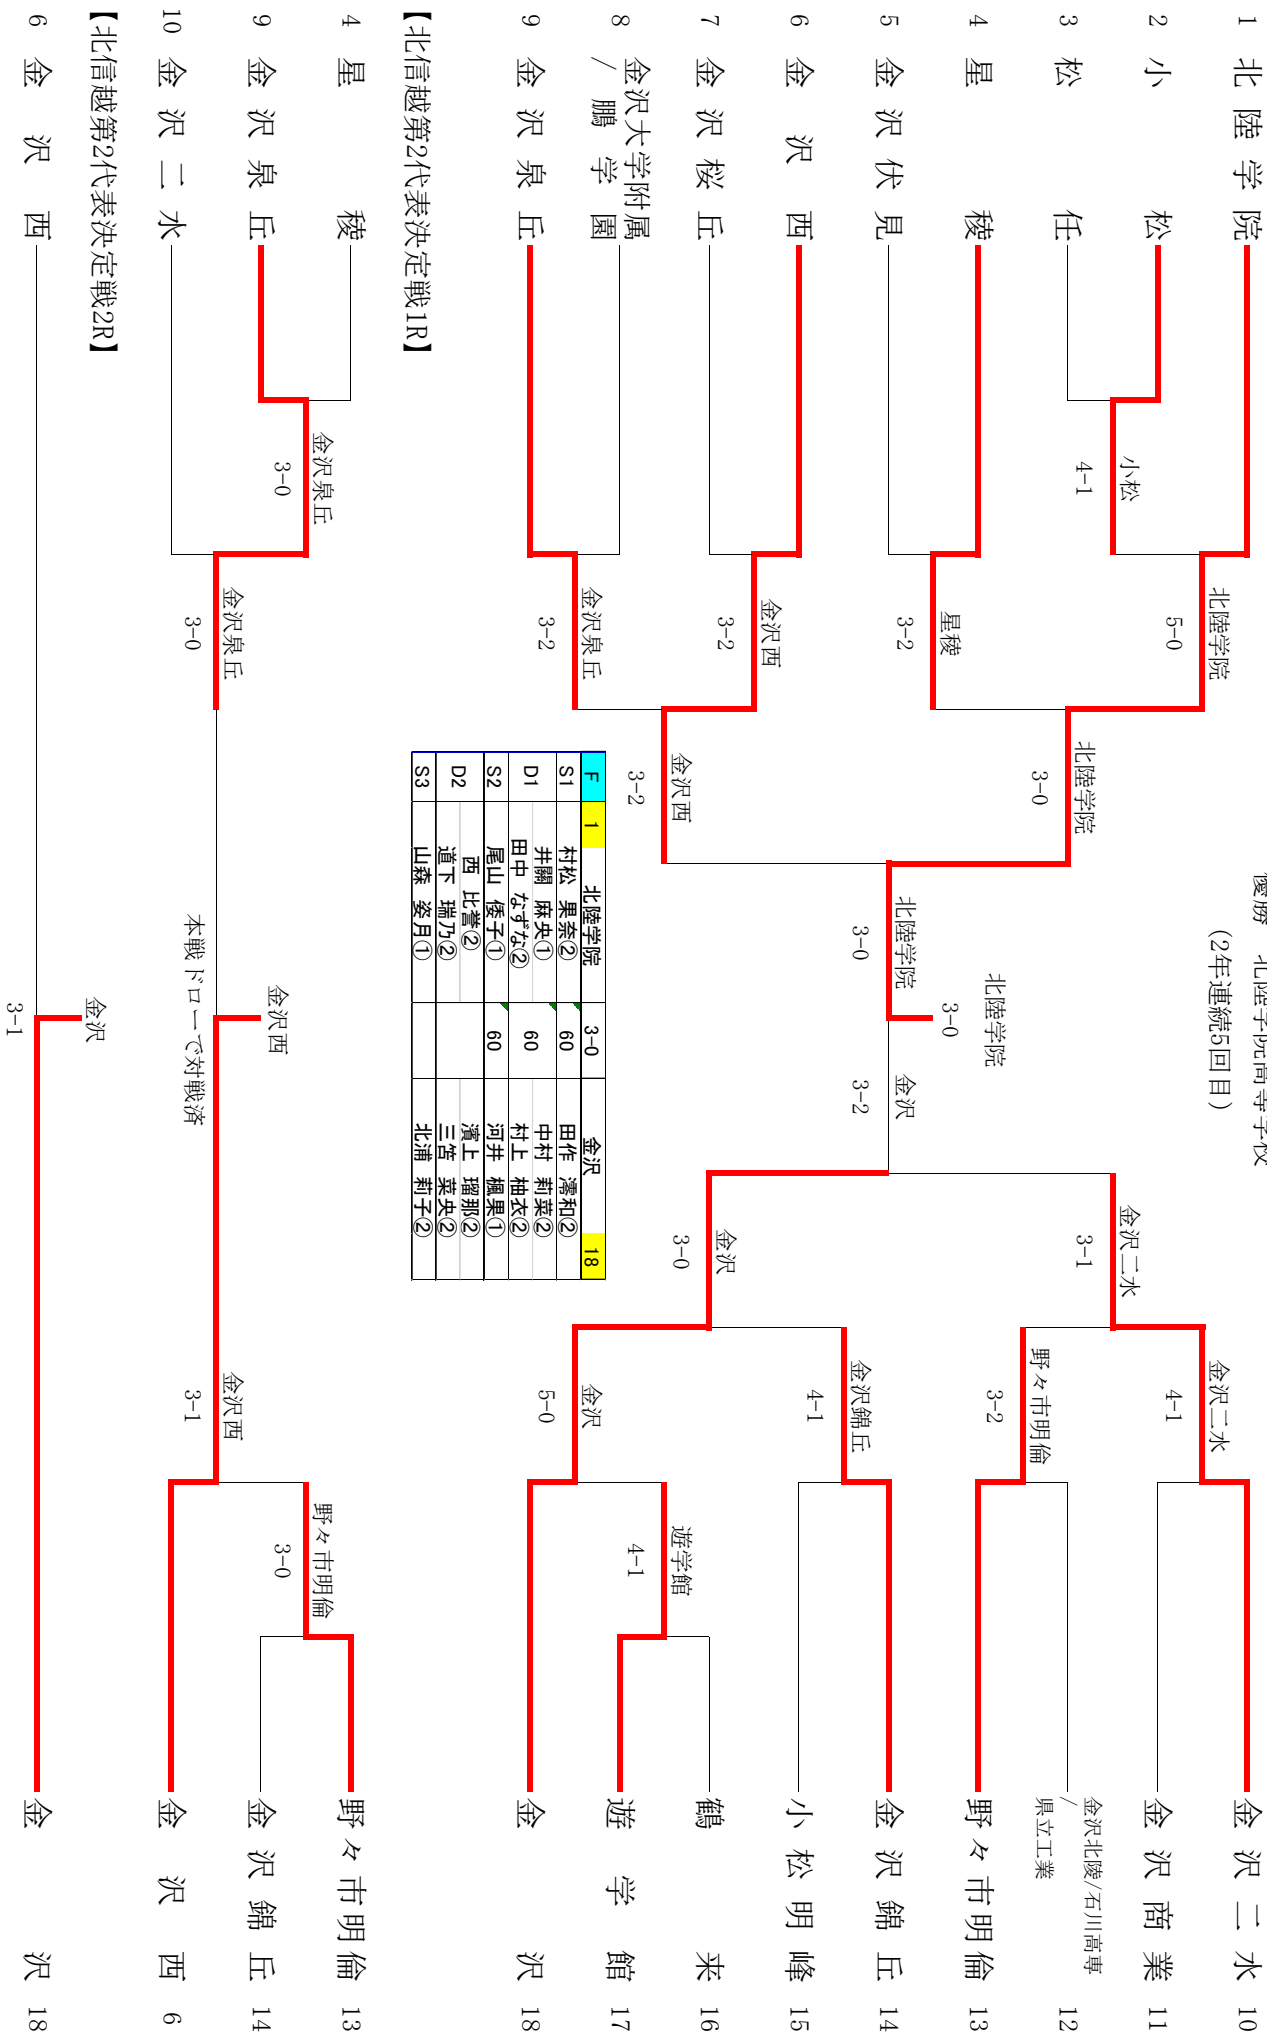 優勝　北陸学院高等学校
(2年連続5回目)
1 北陸学院
2 小松
3 松任
4 星稜
5 金沢伏見
6 金沢西
7 金沢桜丘
8 金沢大学附属
/ 鵬学園
9 金沢泉丘
小松
4-1
北陸学院
5-0
星稜
3-2
金沢西
3-2
金沢泉丘
3-2
北陸学院
3-0
金沢西
3-2
北陸学院
3-0
北陸学院
3-0
金沢
3-2
金沢二水
3-1
金沢
3-0
金沢二水
4-1
野々市明倫
3-2
金沢錦丘
4-1
金沢
5-0
遊学館
4-1
金沢二水 10
金沢商業 11
金沢北陵/石川高専
/
県立工業
12
野々市明倫 13
金沢錦丘 14
小松明峰 15
鶴来 16
遊学館 17
金沢 18
F 1 北陸学院 3-0 金沢 18
S1 村松 果奈② 60 田作 澪和②
D1 井關 麻央① 60 中村 莉菜②
田中 なずな② 村上 柚衣②
S2 尾山 倭子① 60 河井 楓果①
D2 西 比誉② 濱上 瑠那②
道下 瑞乃② 三笘 菜央②
S3 山森 姿月① 北浦 莉子②
【北信越第2代表決定戦1R】
4 星稜
9 金沢泉丘
10 金沢二水
金沢泉丘
3-0
金沢泉丘
3-0
金沢西
本戦ドローで対戦済
金沢西
3-1
野々市明倫
3-0
野々市明倫 13
金沢錦丘 14
金沢西 6
【北信越第2代表決定戦2R】
6 金沢西
金沢
3-1
金沢 18